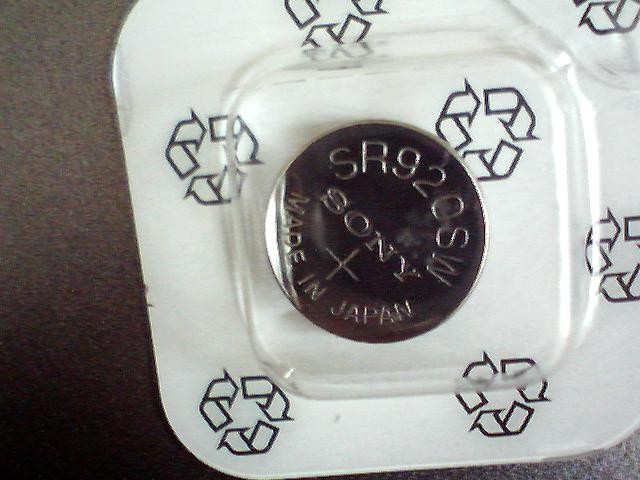 SR920SW
SONY
+
MADE IN JAPAN